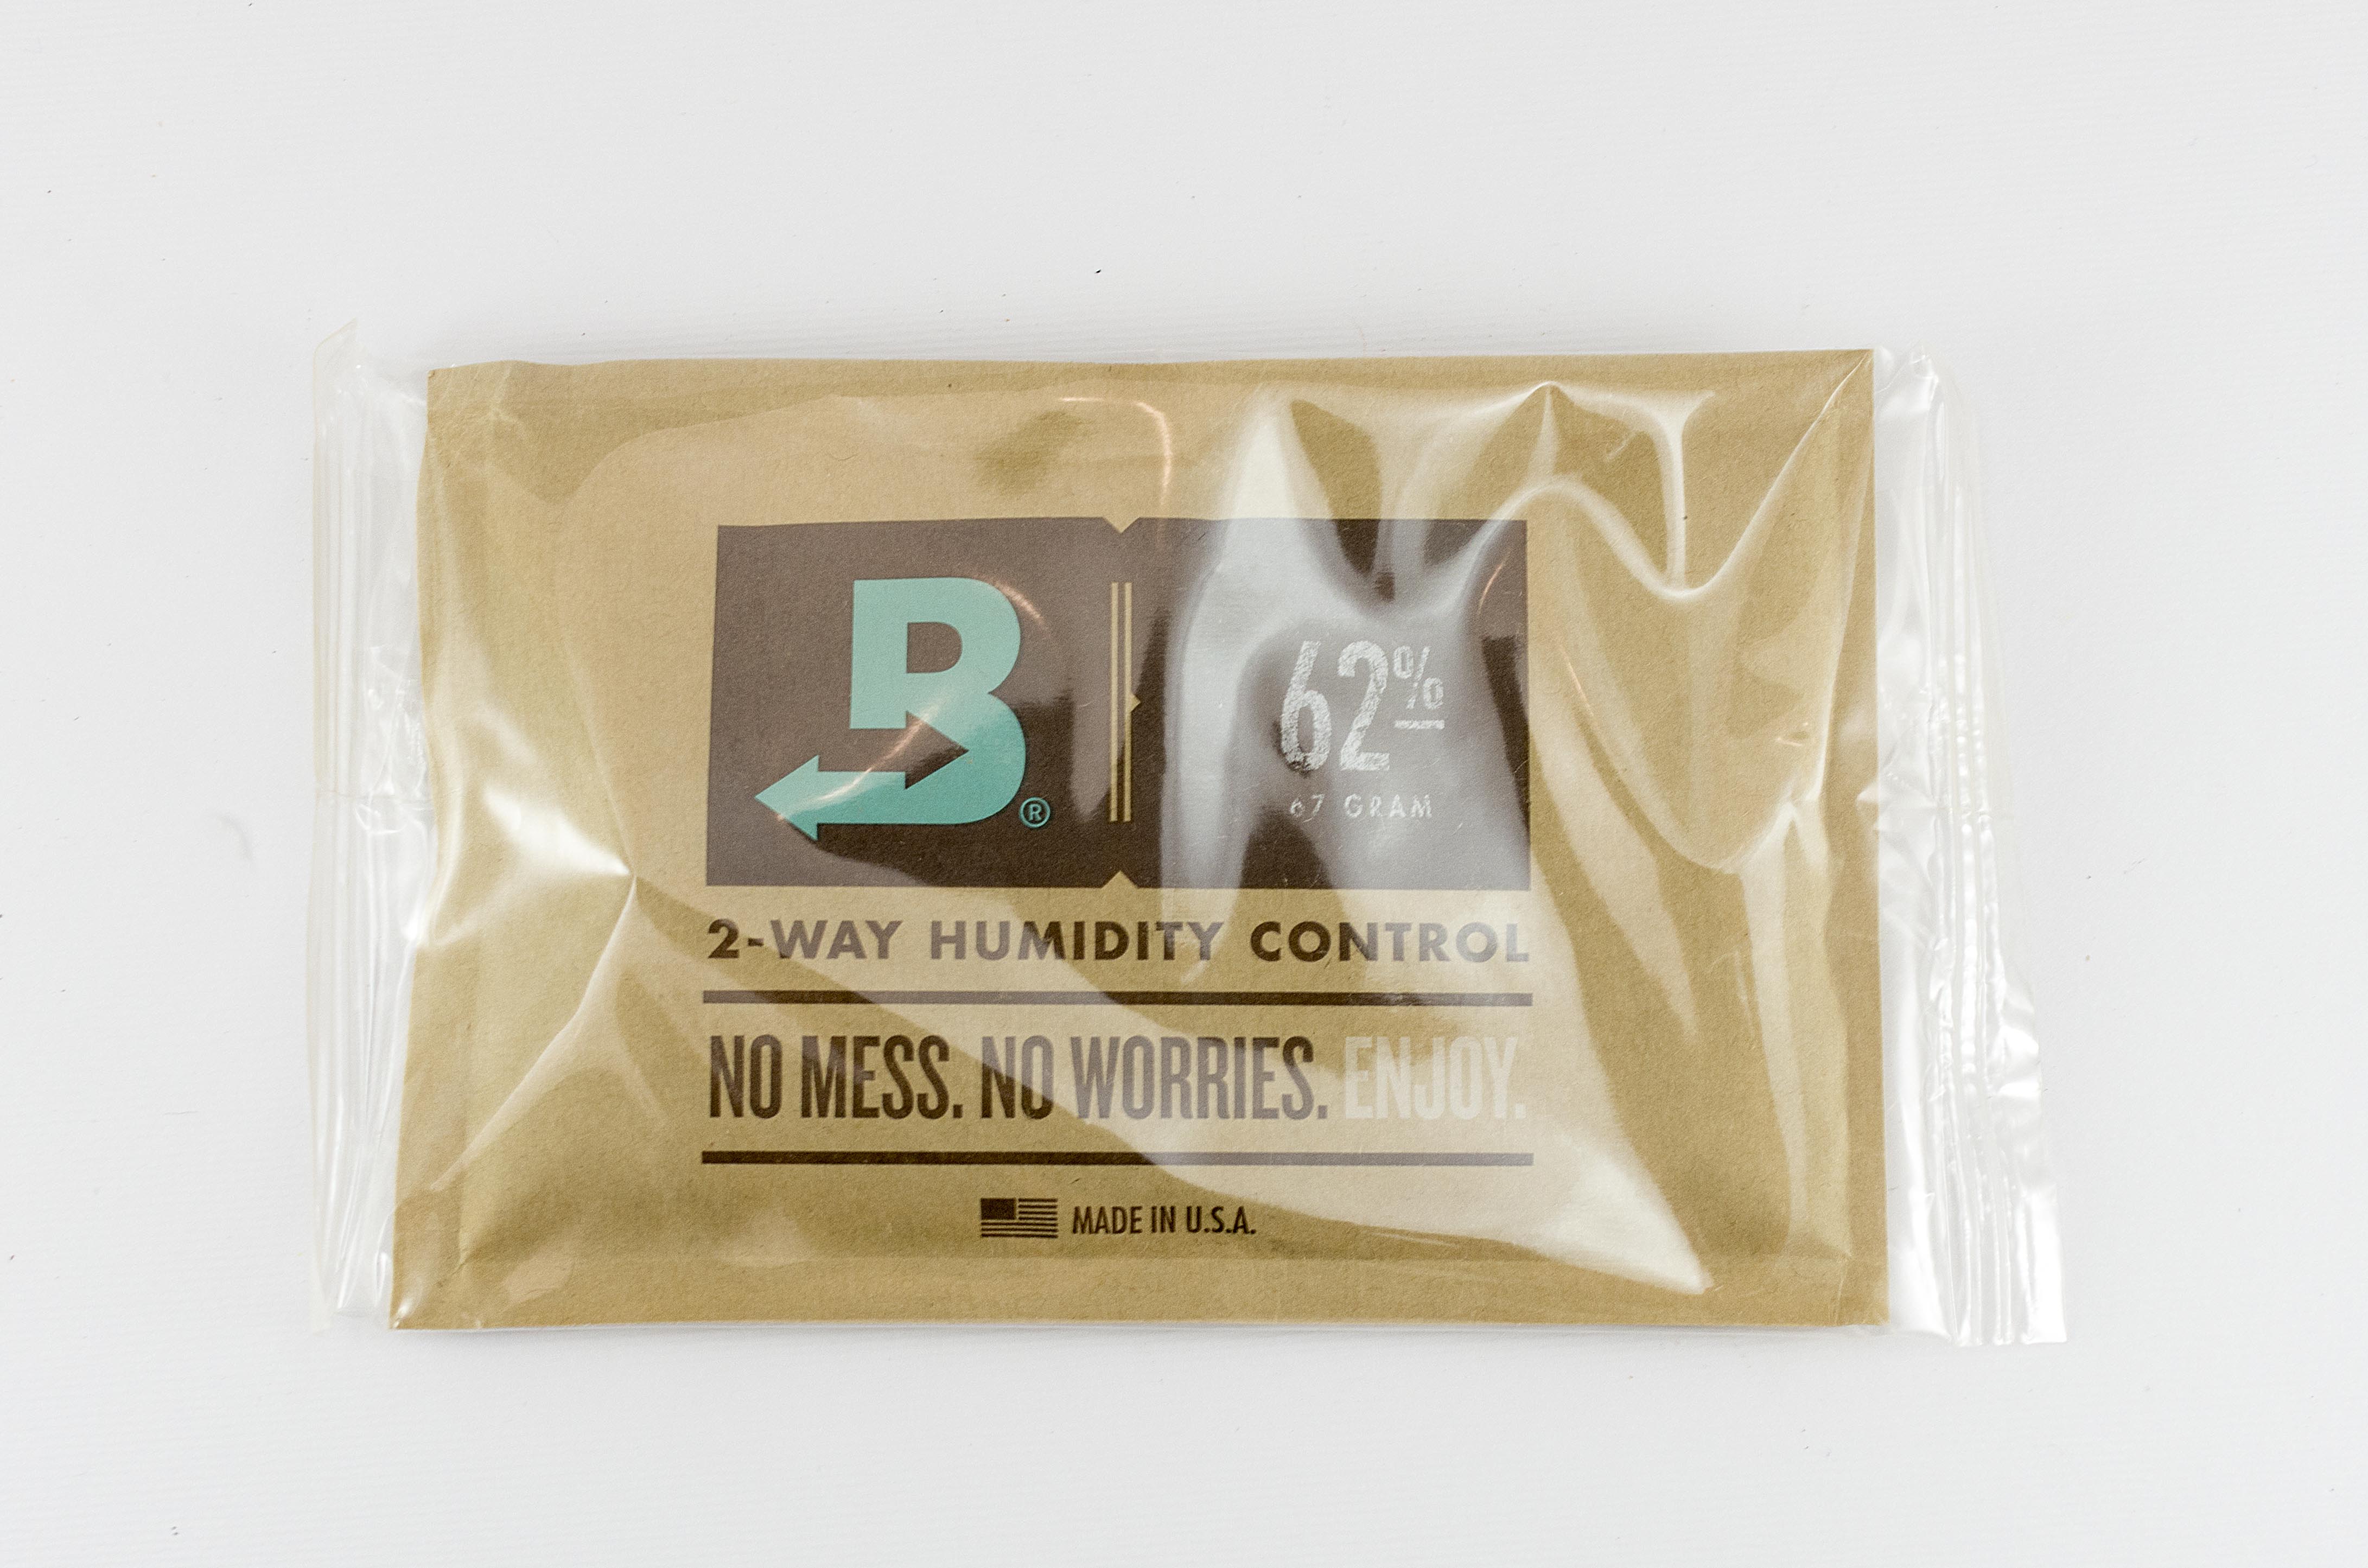 B®
62%
67 GRAM
2-WAY HUMIDITY CONTROL
NO MESS. NO WORRIES. ENJOY.
MADE IN U.S.A.